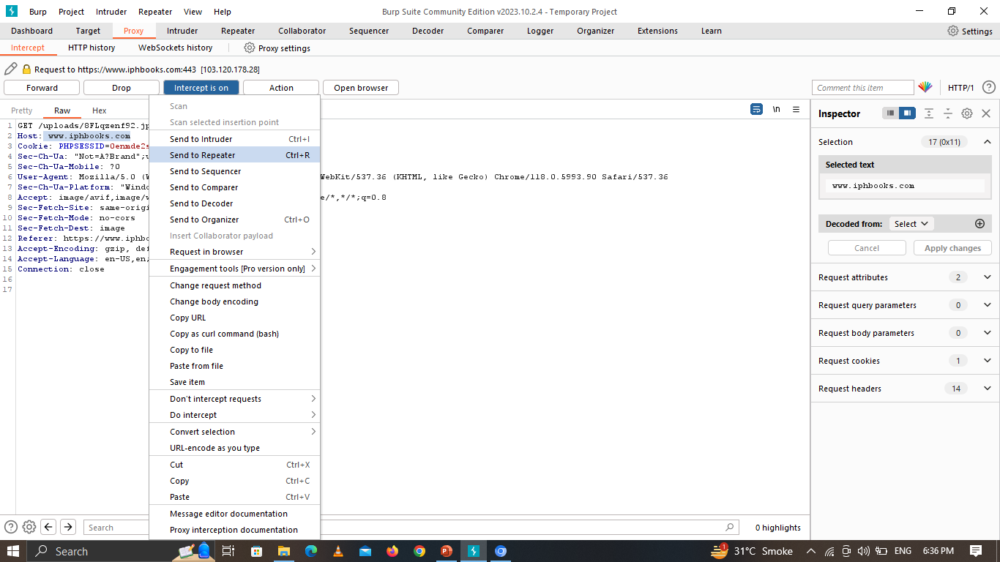 Burp Project Intruder Repeater View Help Burp Suite Community Edition v2023.10.2.4 - Temporary Project
Dashboard Target Proxy Intruder Repeater Collaborator Sequencer Decoder Comparer Logger Organizer Extensions Learn Settings
Intercept HTTP history WebSockets history Proxy settings
Request to https://www.iphbooks.com:443 [103.120.178.28]
Forward Drop Intercept is on Action Open browser Comment this item HTTP/1
Pretty Raw Hex \n
1 GET /uploads/8FLqzenf92.jp
2 Host: www.iphbooks.com
3 Cookie: PHPSESSID=0enmde2s
4 Sec-Ch-Ua: "Not=A?Brand";v
5 Sec-Ch-Ua-Mobile: ?0
6 User-Agent: Mozilla/5.0 (W WebKit/537.36 (KHTML, like Gecko) Chrome/118.0.5993.90 Safari/537.36
7 Sec-Ch-Ua-Platform: "Windo
8 Accept: image/avif,image/w e/*,*/*;q=0.8
9 Sec-Fetch-Site: same-origi
10 Sec-Fetch-Mode: no-cors
11 Sec-Fetch-Dest: image
12 Referer: https://www.iphbo
13 Accept-Encoding: gzip, def
14 Accept-Language: en-US,en;
15 Connection: close
16
17
Scan
Scan selected insertion point
Send to Intruder Ctrl+I
Send to Repeater Ctrl+R
Send to Sequencer
Send to Comparer
Send to Decoder
Send to Organizer Ctrl+O
Insert Collaborator payload
Request in browser
Engagement tools [Pro version only]
Change request method
Change body encoding
Copy URL
Copy as curl command (bash)
Copy to file
Paste from file
Save item
Don't intercept requests
Do intercept
Convert selection
URL-encode as you type
Cut Ctrl+X
Copy Ctrl+C
Paste Ctrl+V
Message editor documentation
Proxy interception documentation
Inspector
Selection 17 (0x11)
Selected text
www.iphbooks.com
Decoded from: Select
Cancel Apply changes
Request attributes 2
Request query parameters 0
Request body parameters 0
Request cookies 1
Request headers 14
Search 0 highlights
Search 1 31°C Smoke ENG 6:36 PM